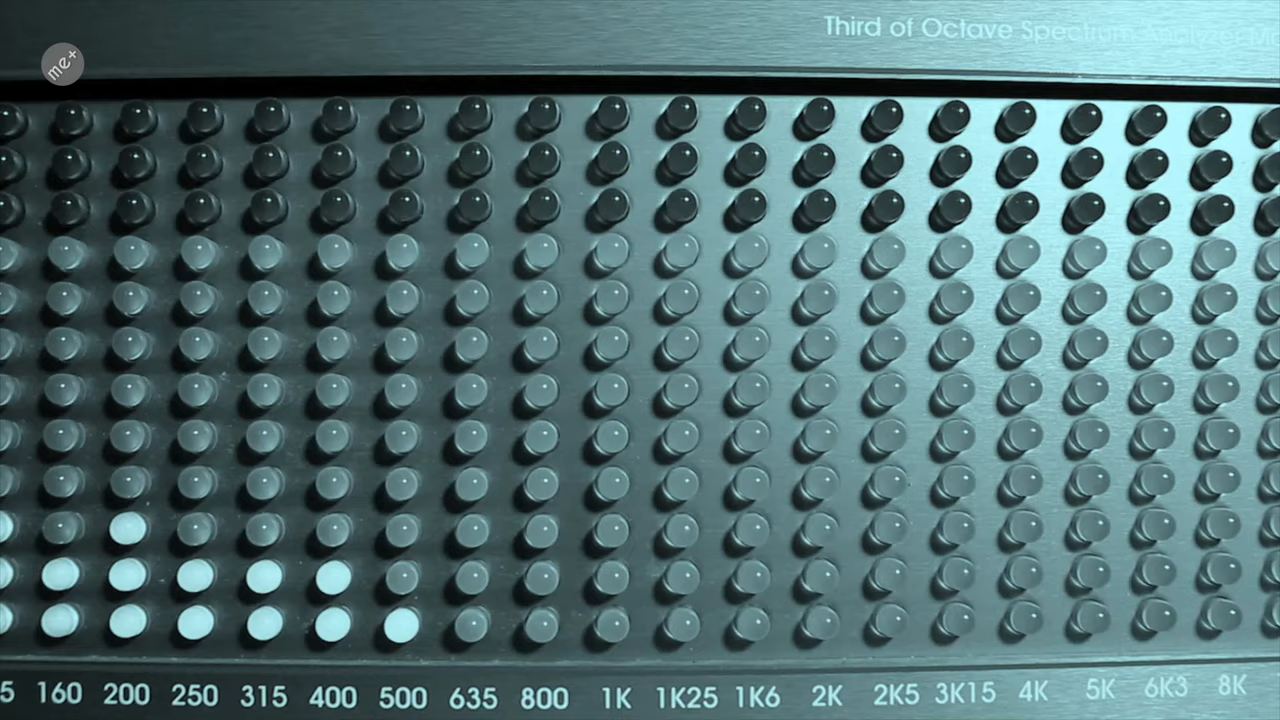 Third of Octave Spectrum Analyzer
me+
5 160 200 250 315 400 500 635 800 1K 1K25 1K6 2K 2K5 3K15 4K 5K 6K3 8K